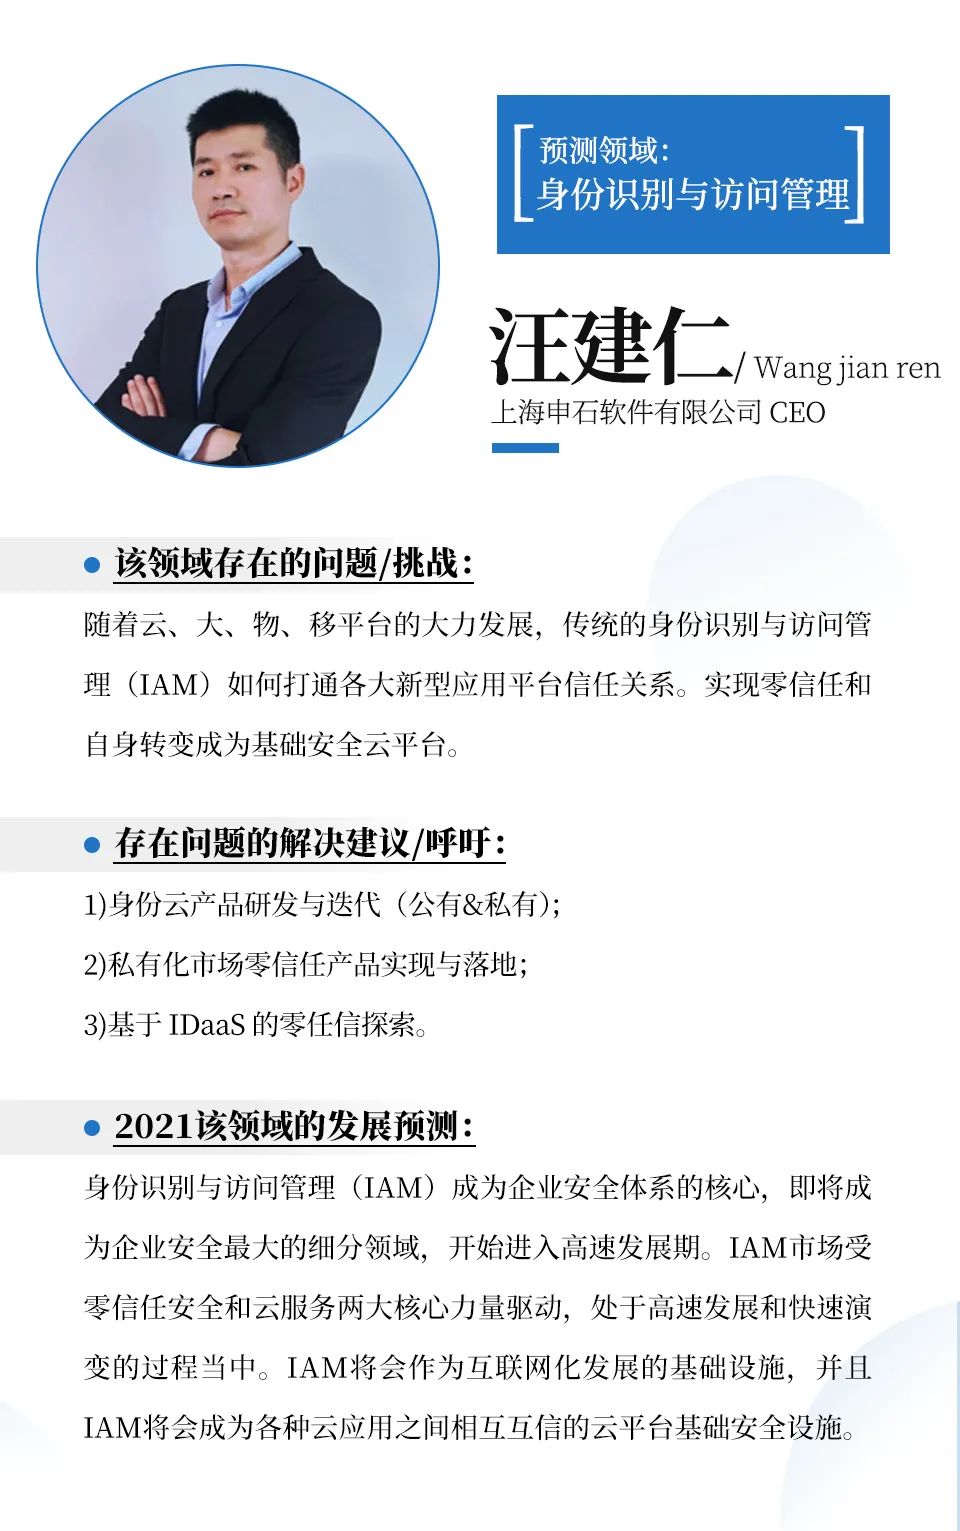 预测领域：
身份识别与访问管理
汪建仁/ Wang jian ren
上海申石软件有限公司 CEO
该领域存在的问题/挑战：
随着云、大、物、移平台的大力发展，传统的身份识别与访问管
理（IAM）如何打通各大新型应用平台信任关系。实现零信任和
自身转变成为基础安全云平台。
存在问题的解决建议/呼吁：
1)身份云产品研发与迭代（公有&私有）；
2)私有化市场零信任产品实现与落地；
3)基于 IDaaS 的零任信探索。
2021该领域的发展预测：
身份识别与访问管理（IAM）成为企业安全体系的核心，即将成
为企业安全最大的细分领域，开始进入高速发展期。IAM市场受
零信任安全和云服务两大核心力量驱动，处于高速发展和快速演
变的过程当中。IAM将会作为互联网化发展的基础设施，并且
IAM将会成为各种云应用之间相互互信的云平台基础安全设施。